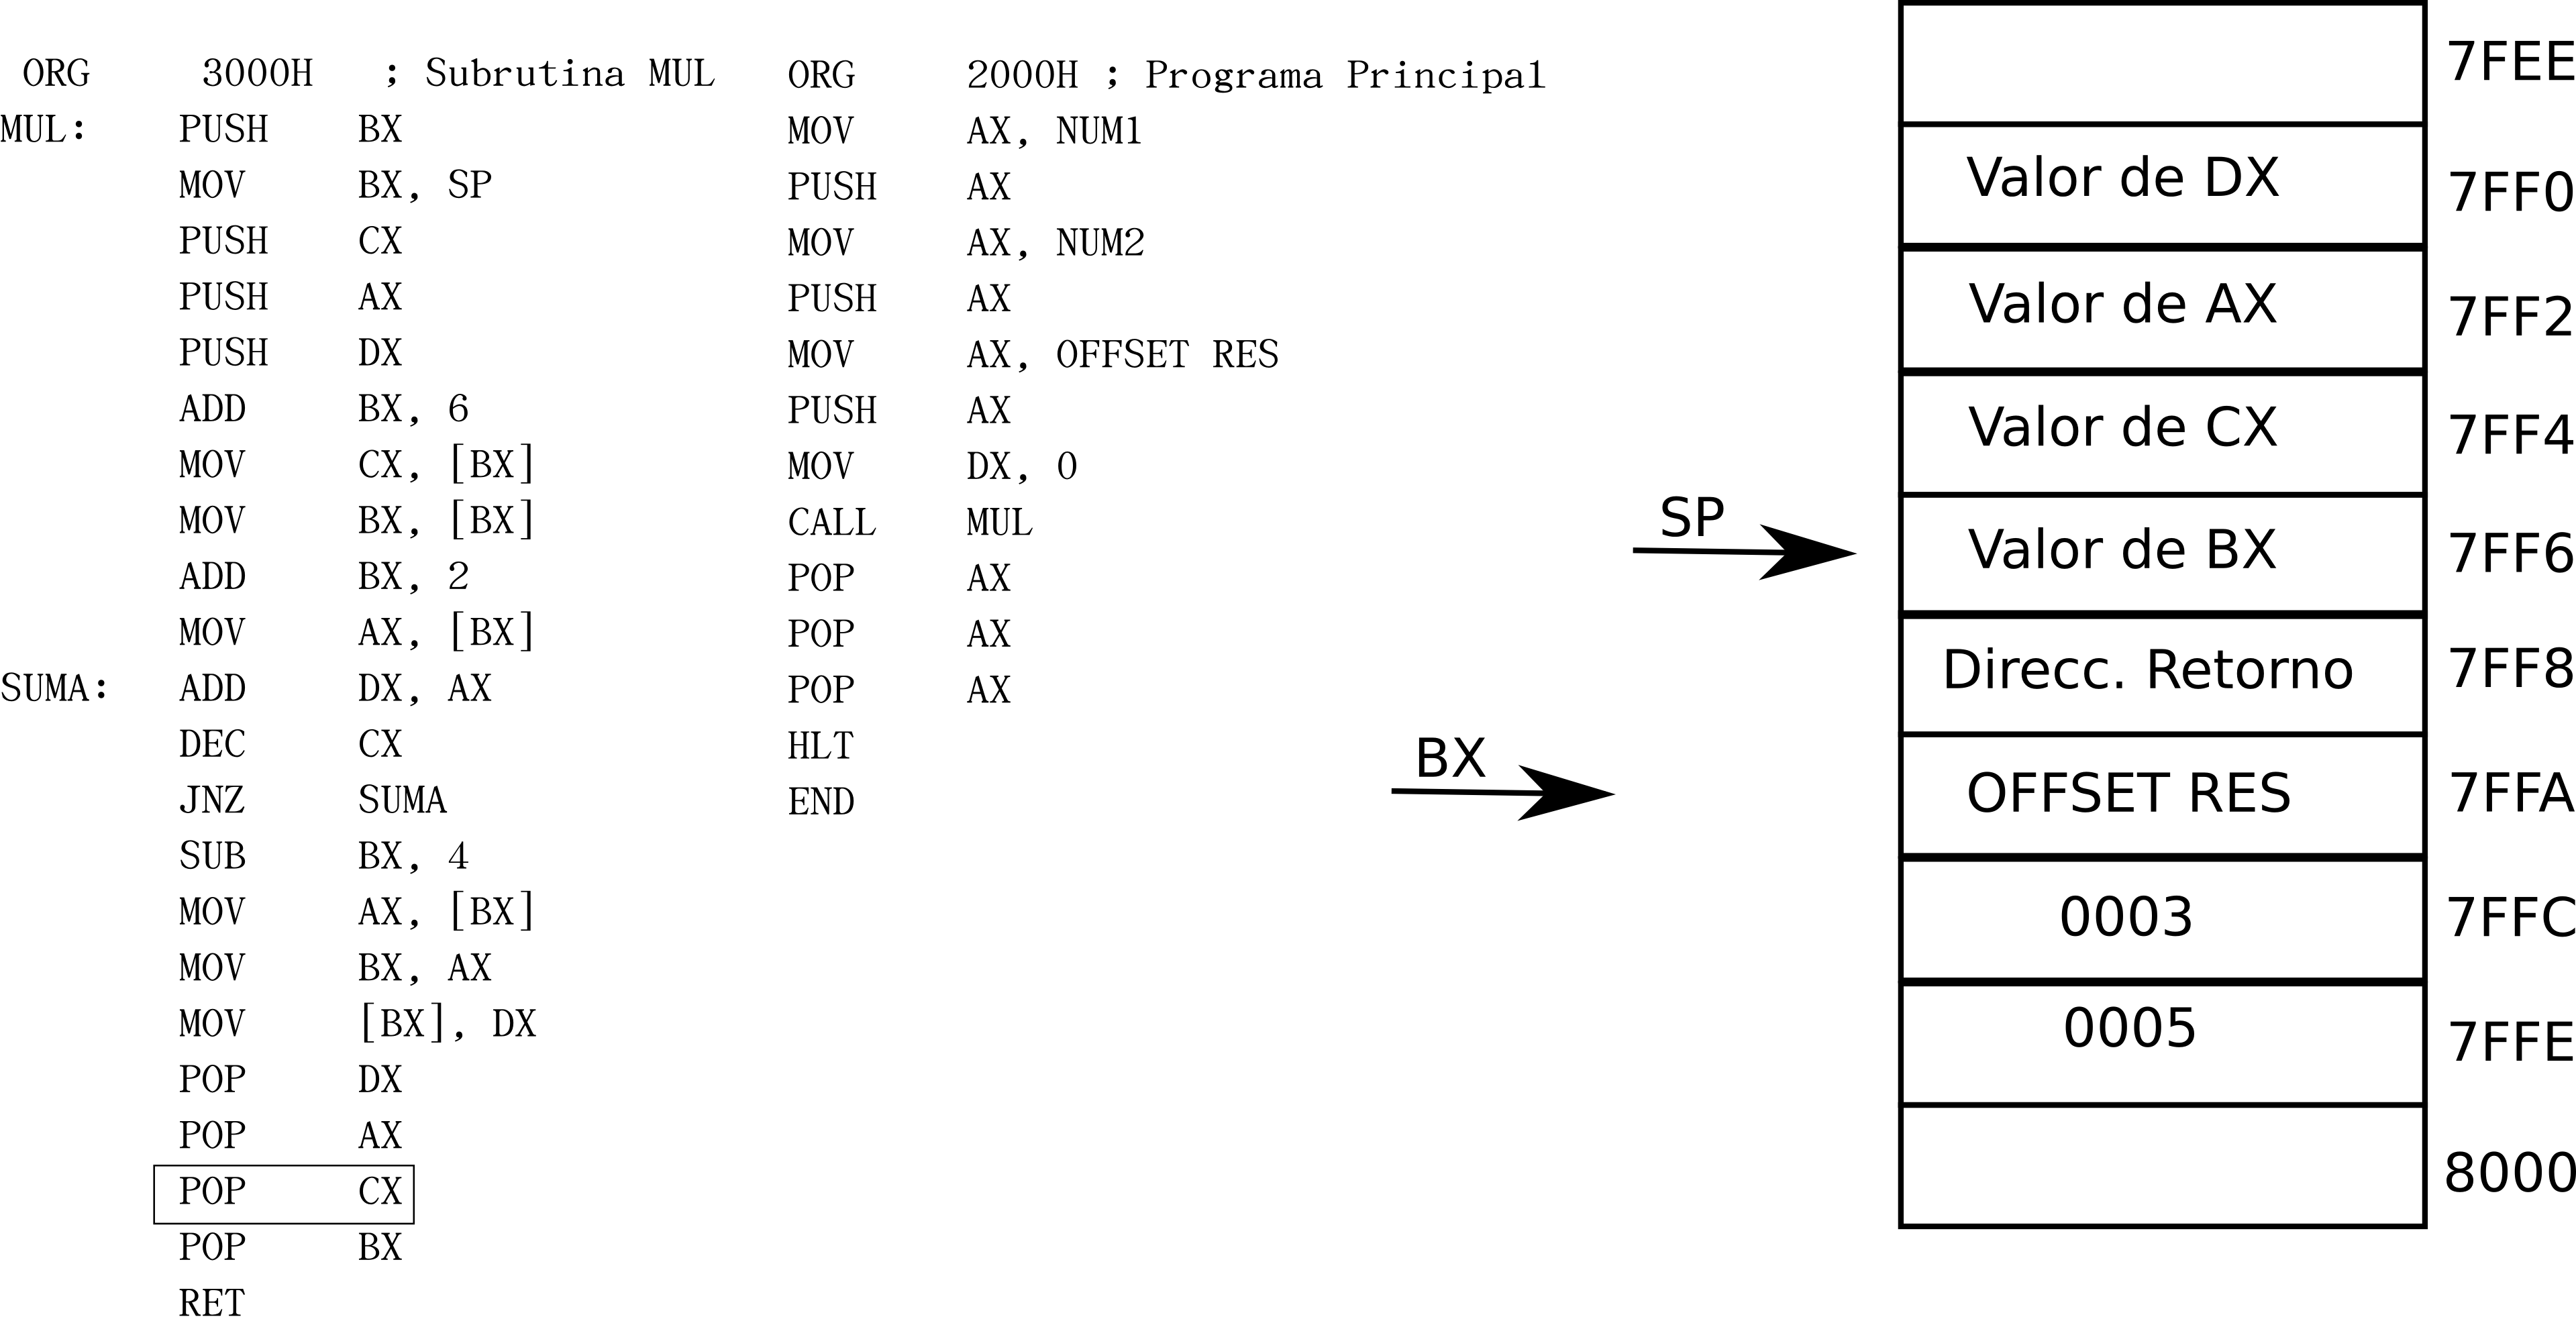 ORG 3000H ; Subrutina MUL
MUL: PUSH BX
MOV BX, SP
PUSH CX
PUSH AX
PUSH DX
ADD BX, 6
MOV CX, [BX]
MOV BX, [BX]
ADD BX, 2
MOV AX, [BX]
SUMA: ADD DX, AX
DEC CX
JNZ SUMA
SUB BX, 4
MOV AX, [BX]
MOV BX, AX
MOV [BX], DX
POP DX
POP AX
POP CX
POP BX
RET
ORG 2000H ; Programa Principal
MOV AX, NUM1
PUSH AX
MOV AX, NUM2
PUSH AX
MOV AX, OFFSET RES
PUSH AX
MOV DX, 0
CALL MUL
POP AX
POP AX
POP AX
HLT
END
SP
BX
7FEE
Valor de DX 7FF0
Valor de AX 7FF2
Valor de CX 7FF4
Valor de BX 7FF6
Direcc. Retorno 7FF8
OFFSET RES 7FFA
0003 7FFC
0005 7FFE
8000